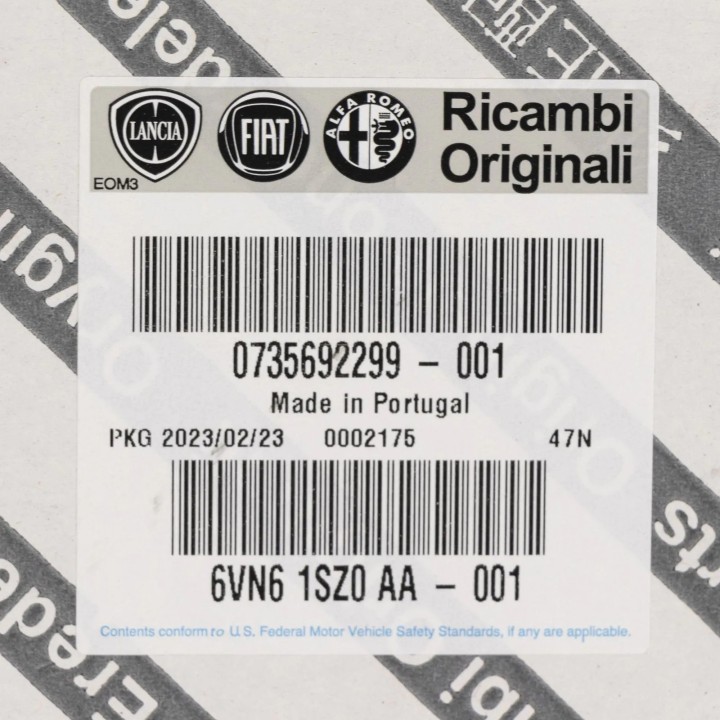 LANCIA
FIAT
ALFA ROMEO
Ricambi
Originali
EOM3
0735692299 - 001
Made in Portugal
PKG 2023/02/23 0002175 47N
6VN6 1SZ0 AA - 001
Contents conform to U.S. Federal Motor Vehicle Safety Standards, if any are applicable.